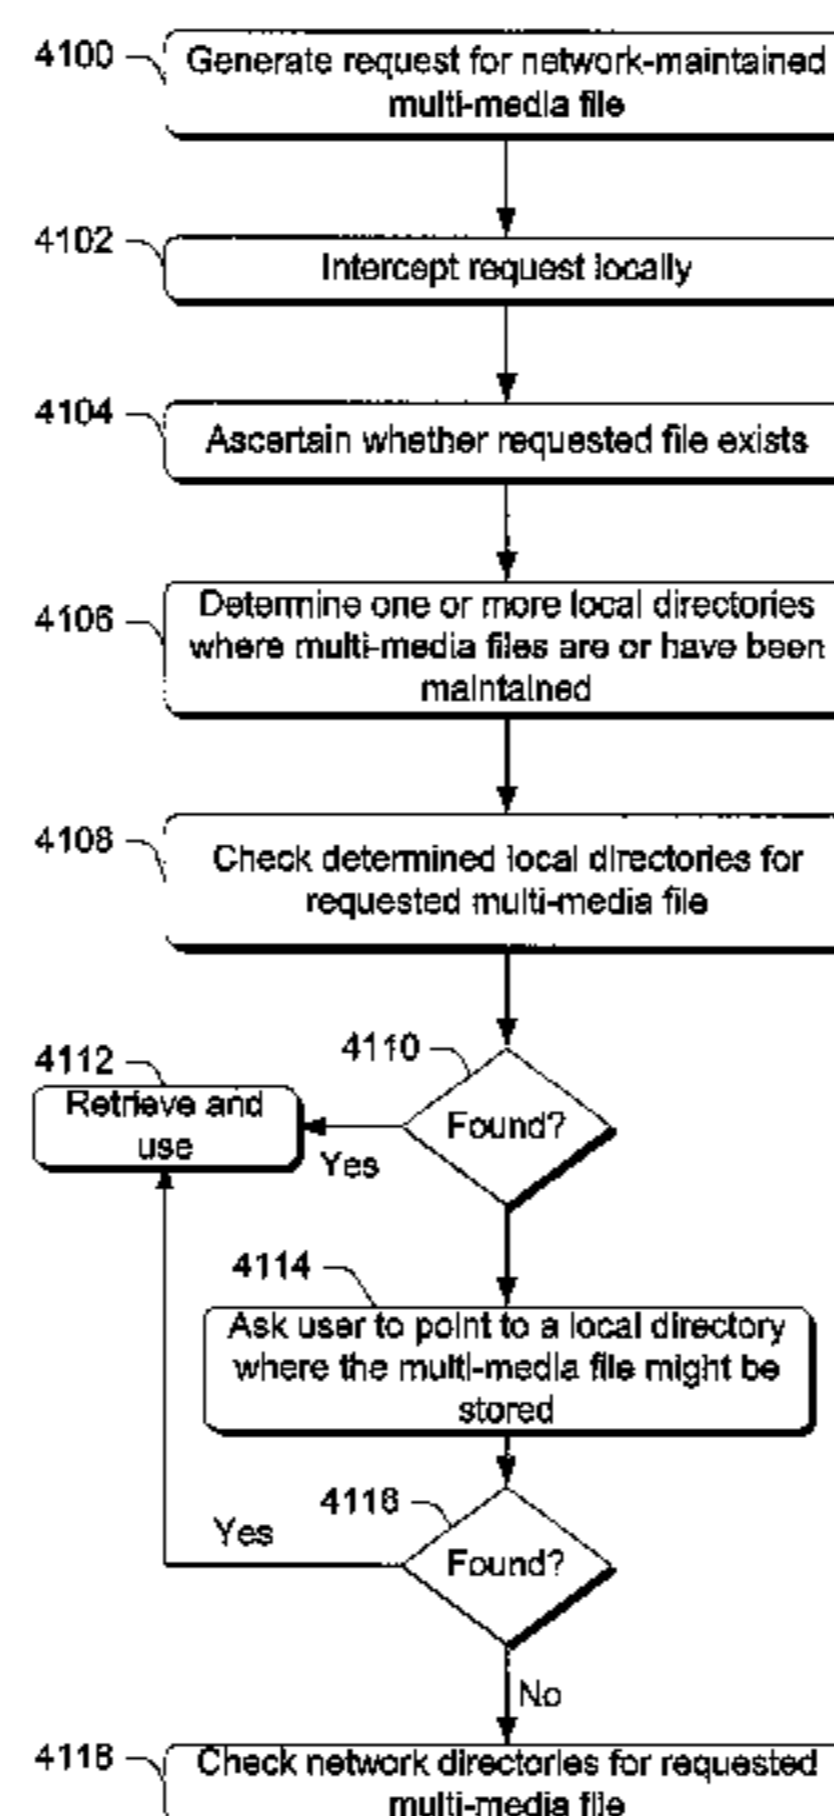 4100
Generate request for network-maintained
multi-media file
4102
Intercept request locally
4104
Ascertain whether requested file exists
4106
Determine one or more local directories
where multi-media files are or have been
maintained
4108
Check determined local directories for
requested multi-media file
4110
Found?
4112
Retrieve and
use
Yes
4114
Ask user to point to a local directory
where the multi-media file might be
stored
4116
Found?
Yes
No
4118
Check network directories for requested
multi-media file